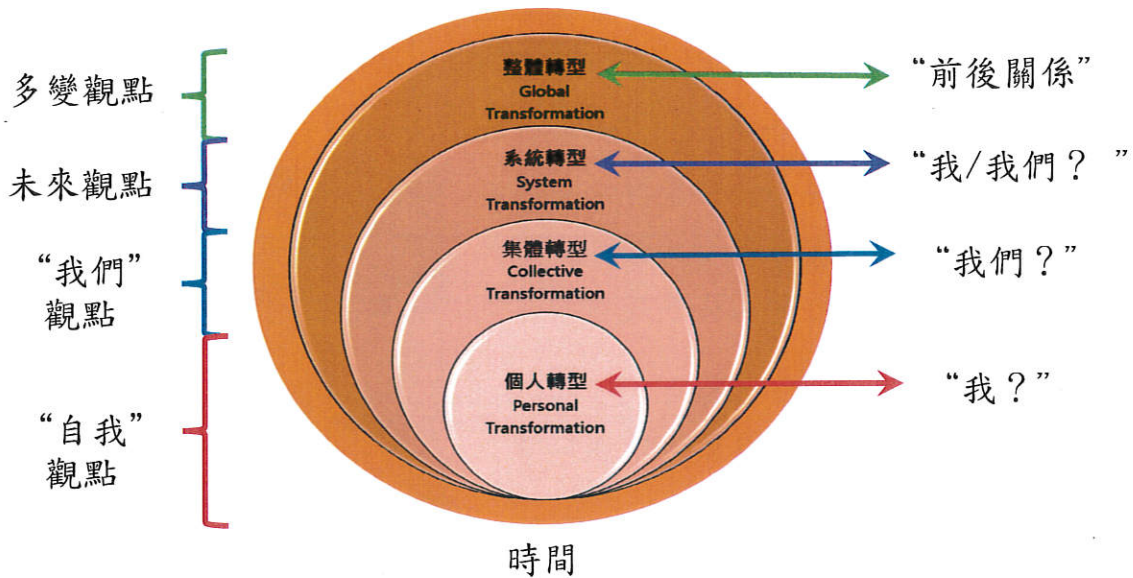 多變觀點
整體轉型
Global
Transformation
“前後關係”
未來觀點
系統轉型
System
Transformation
“我/我們？ ”
“我們”
觀點
集體轉型
Collective
Transformation
“我們？”
“自我”
觀點
個人轉型
Personal
Transformation
“我？”
時間